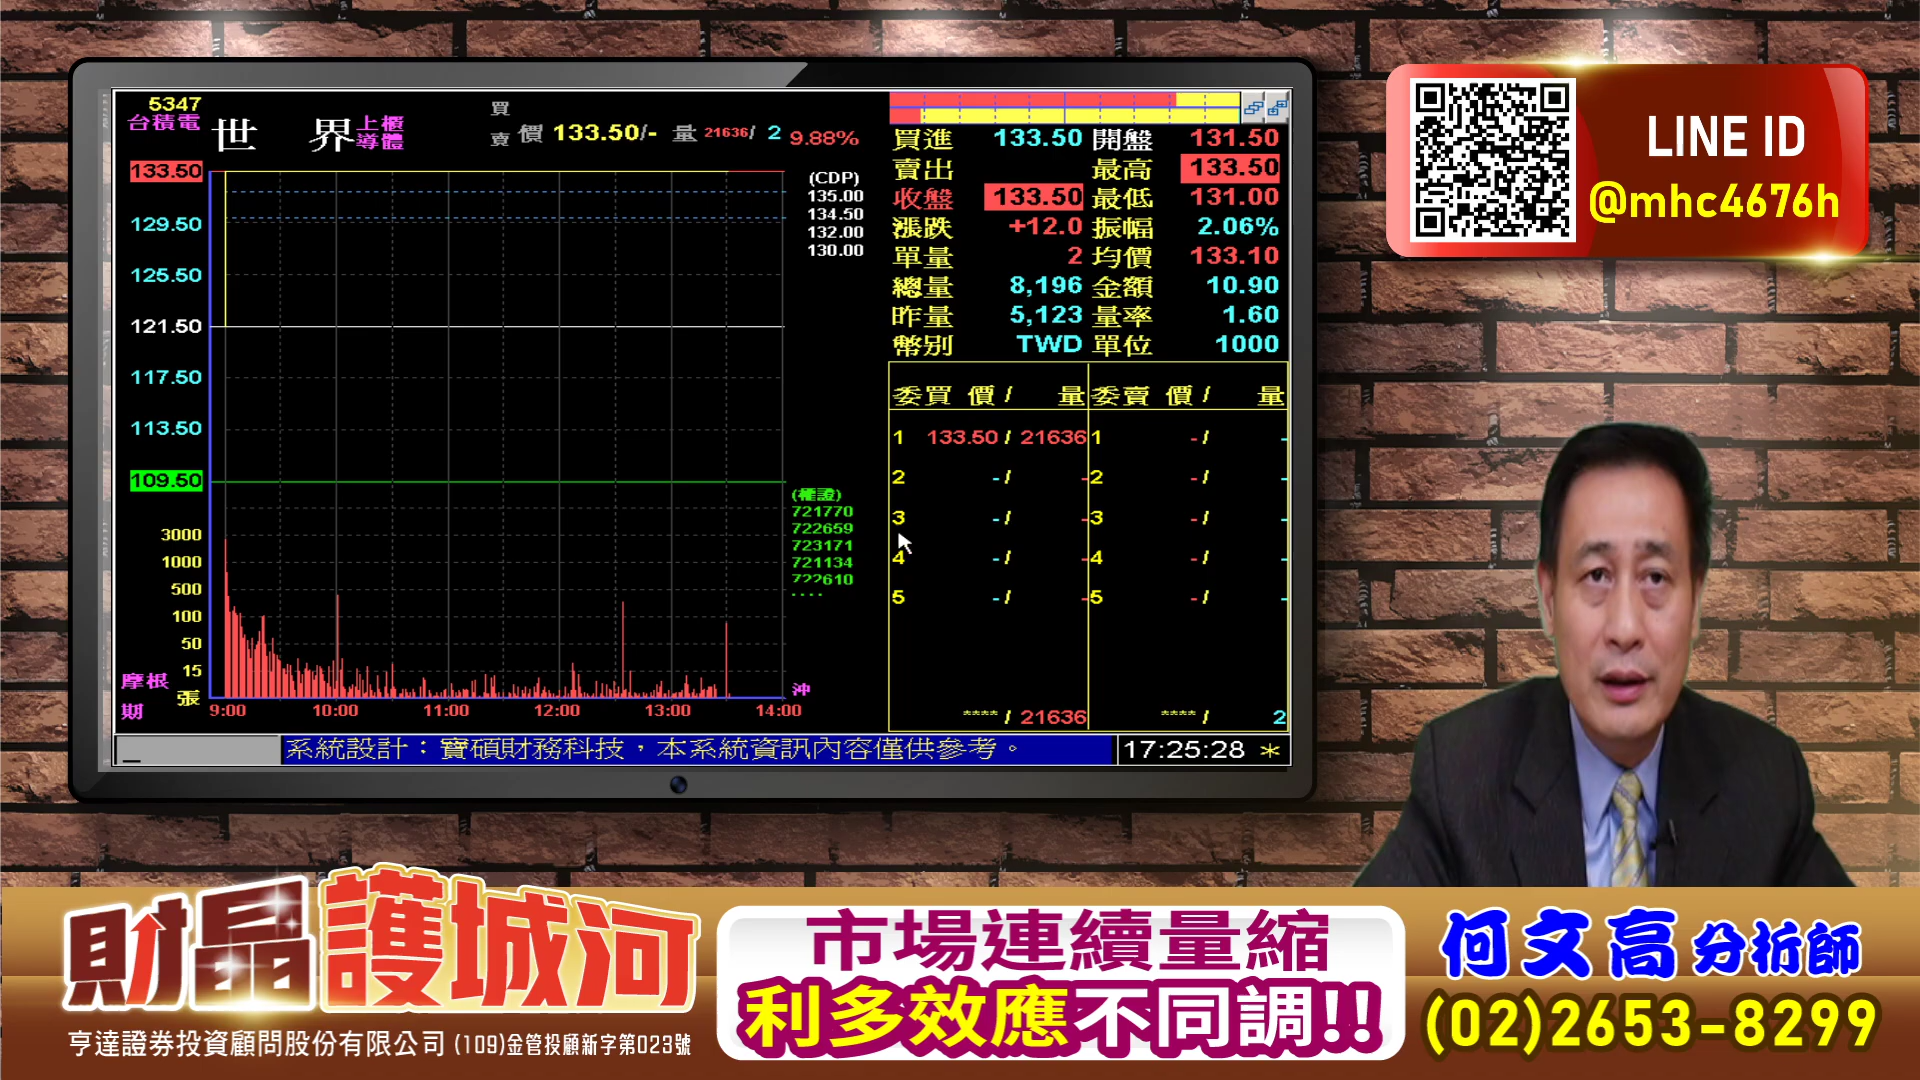 5347
台積電
世 界
上櫃
導體
買
賣 價 133.50/- 量 21636/ 2 9.88%
133.50
129.50
125.50
121.50
117.50
113.50
109.50
3000
1000
500
100
50
15
張
摩根
期
9:00 10:00 11:00 12:00 13:00 14:00
(CDP)
135.00
134.50
132.00
130.00
(權證)
721770
722659
723171
721134
722610
....
沖
買進 133.50 開盤 131.50
賣出 最高 133.50
收盤 133.50 最低 131.00
漲跌 +12.0 振幅 2.06%
單量 2 均價 133.10
總量 8,196 金額 10.90
昨量 5,123 量率 1.60
幣別 TWD 單位 1000
委買 價 / 量 委賣 價 / 量
1 133.50 / 21636 1 - / -
2 - / - 2 - / -
3 - / - 3 - / -
4 - / - 4 - / -
5 - / - 5 - / -
**** / 21636 **** / 2
系統設計：寶碩財務科技，本系統資訊內容僅供參考。
17:25:28 *
LINE ID
@mhc4676h
財晶護城河
亨達證券投資顧問股份有限公司 (109)金管投顧新字第023號
市場連續量縮
利多效應不同調!!
何文高 分析師
(02)2653-8299